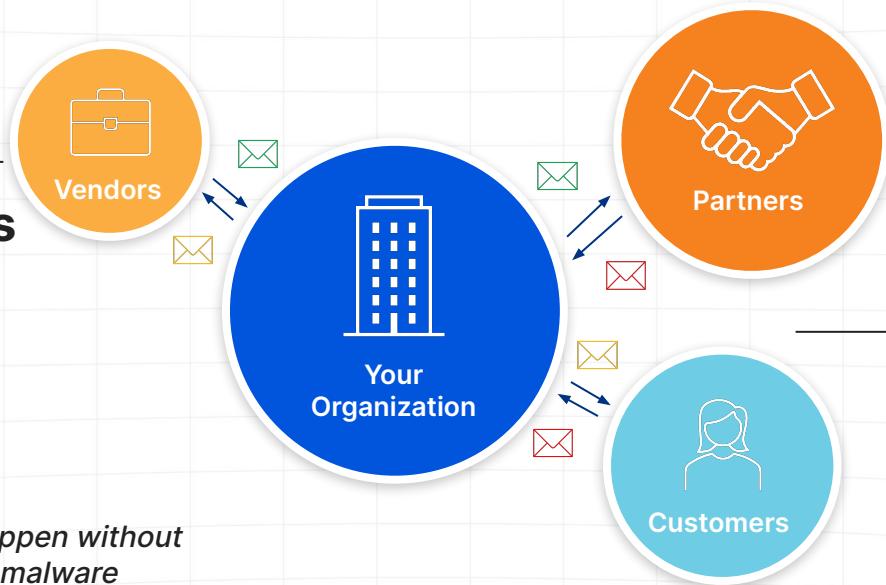 Vendors
s
Partners
Your
Organization
Customers
ppen without
malware